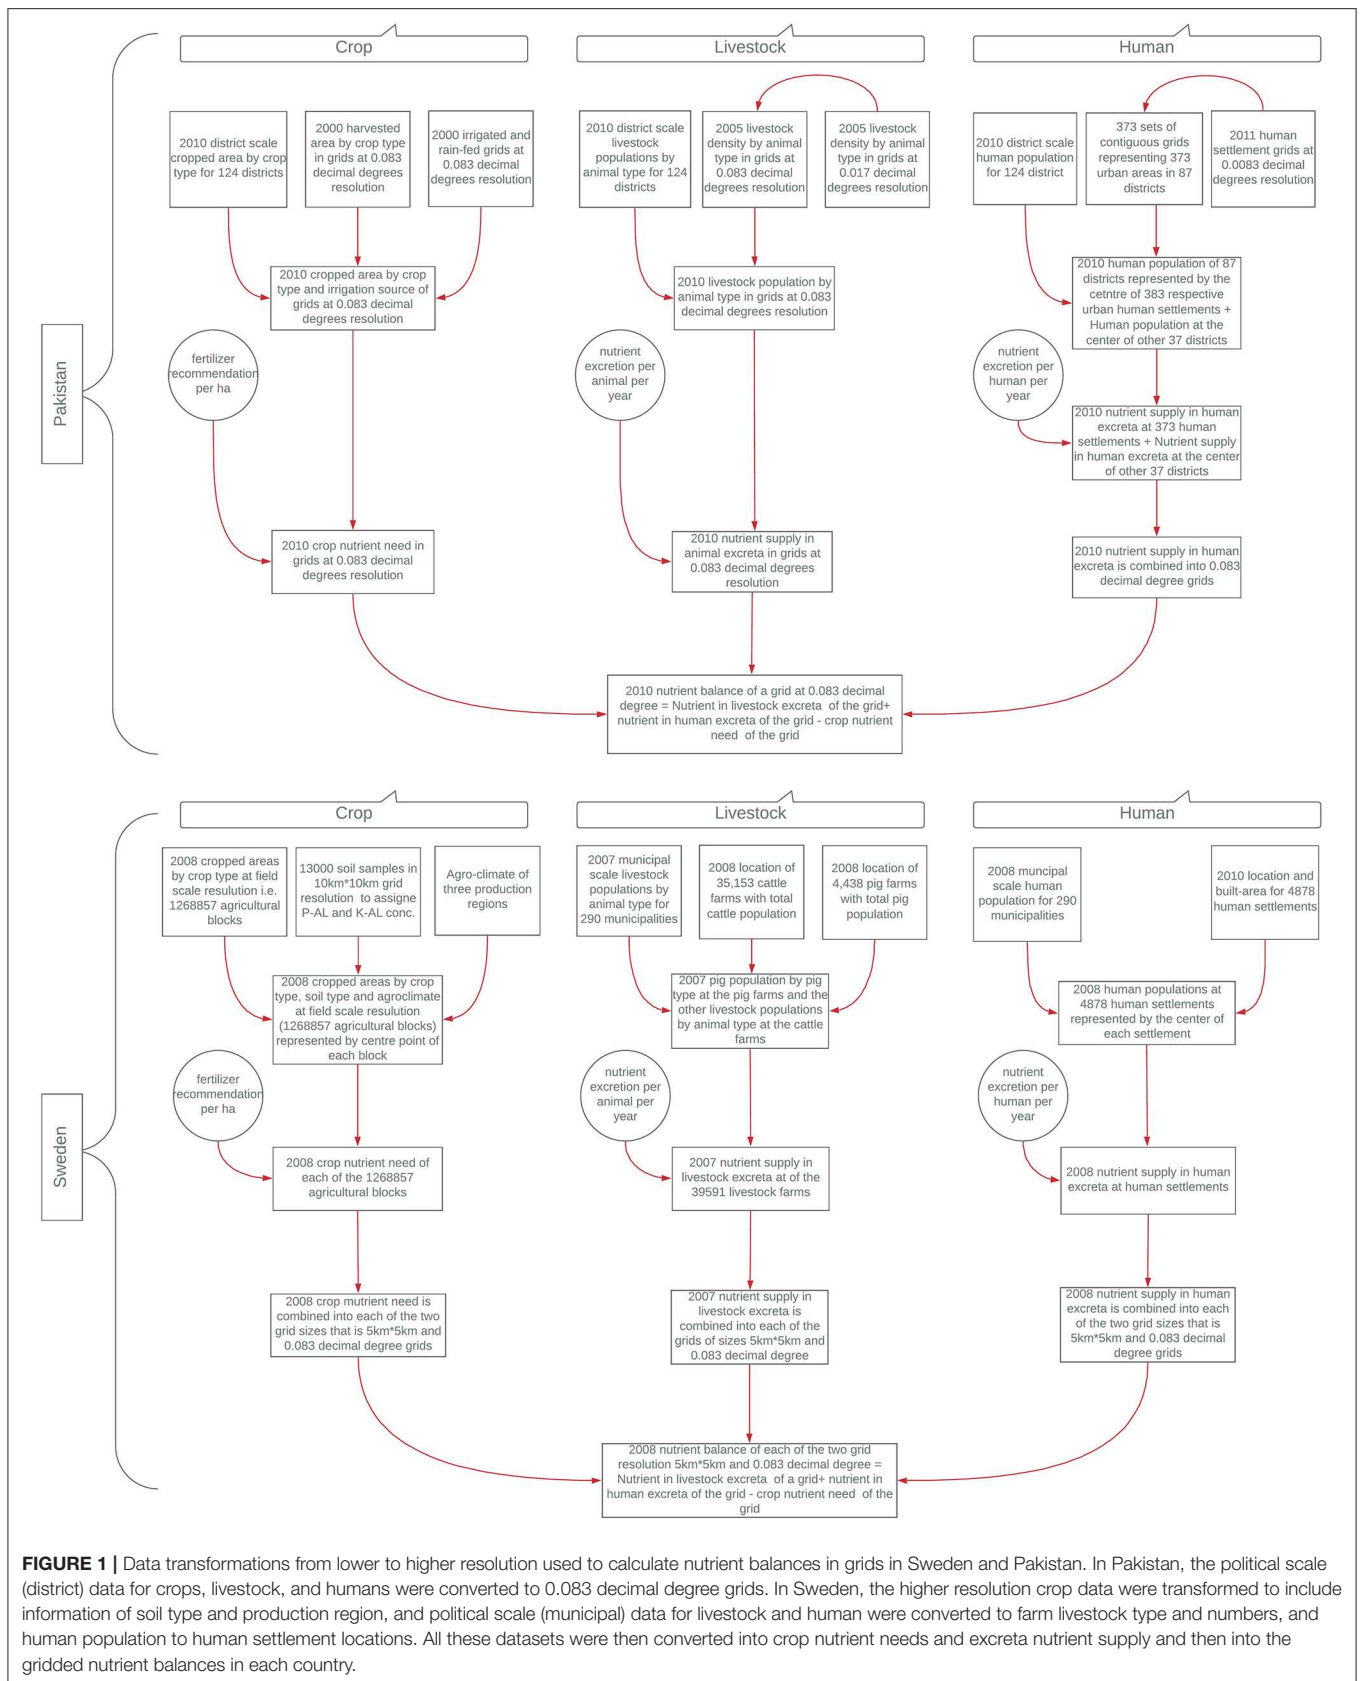 Crop
Livestock
Human
2010 district scale
cropped area by crop
type for 124 districts
2000 harvested
area by crop type
in grids at 0.083
decimal degrees
resolution
2000 irrigated and
rain-fed grids at
0.083 decimal
degrees resolution
2010 district scale
livestock
populations by
animal type for 124
districts
2005 livestock
density by animal
type in grids at
0.083 decimal
degrees resolution
2005 livestock
density by animal
type in grids at
0.017 decimal
degrees resolution
2010 district scale
human population
for 124 district
373 sets of
contiguous grids
representing 373
urban areas in 87
districts
2011 human
settlement grids at
0.0083 decimal
degrees resolution
2010 cropped area by crop
type and irrigation source of
grids at 0.083 decimal
degrees resolution
2010 livestock population by
animal type in grids at 0.083
decimal degrees resolution
2010 human population of 87
districts represented by the
cetntre of 383 respective
urban human settlements +
Human population at the
center of other 37 districts
Pakistan
fertilizer
recommendation
per ha
nutrient
excretion per
animal per
year
nutrient
excretion per
human per
year
2010 nutrient supply in human
excreta at 373 human
settlements + Nutrient supply
in human excreta at the center
of other 37 districts
2010 crop nutrient need in
grids at 0.083 decimal
degrees resolution
2010 nutrient supply in
animal excreta in grids at
0.083 decimal degrees
resolution
2010 nutrient supply in human
excreta is combined into 0.083
decimal degree grids
2010 nutrient balance of a grid at 0.083 decimal
degree = Nutrient in livestock excreta of the grid+
nutrient in human excreta of the grid - crop nutrient
need of the grid
Crop
Livestock
Human
2008 cropped areas
by crop type at field
scale resulution i.e.
1268857 agricultural
blocks
13000 soil samples in
10km*10km grid
resolution to assigne
P-AL and K-AL conc.
Agro-climate of
three production
regions
2007 municipal
scale livestock
populations by
animal type for
290 municipalities
2008 location of
35,153 cattle
farms with total
cattle population
2008 location of
4,438 pig farms
with total pig
population
2008 muncipal
scale human
population for 290
municipalities
2010 location and
built-area for 4878
human settlements
2008 cropped areas by crop
type, soil type and agroclimate
at field scale resulution
(1268857 agricultural blocks)
represented by centre point of
each block
2007 pig population by pig
type at the pig farms and the
other livestock populations
by animal type at the cattle
farms
2008 human populations at
4878 human settlements
represented by the center of
each settlement
Sweden
fertilizer
recommendation
per ha
nutrient
excretion per
animal per
year
nutrient
excretion per
human per
year
2008 crop nutrient need of
each of the 1268857
agricultural blocks
2007 nutrient supply in
livestock excreta at of the
39591 livestock farms
2008 nutrient supply in human
excreta at human settlements
2008 crop mutrient need is
combined into each of the two
grid sizes that is 5km*5km and
0.083 decimal degree grids
2007 nutrient supply in
livestock excreta is
combined into each of the
grids of sizes 5km*5km and
0.083 decimal degree
2008 nutrient supply in human
excreta is combined into each
of the two grid sizes that is
5km*5km and 0.083 decimal
degree grids
2008 nutrient balance of each of the two grid
resolution 5km*5km and 0.083 decimal degree =
Nutrient in livestock excreta of a grid+ nutrient in
human excreta of the grid - crop nutrient need of the
grid
FIGURE 1 | Data transformations from lower to higher resolution used to calculate nutrient balances in grids in Sweden and Pakistan. In Pakistan, the political scale
(district) data for crops, livestock, and humans were converted to 0.083 decimal degree grids. In Sweden, the higher resolution crop data were transformed to include
information of soil type and production region, and political scale (municipal) data for livestock and human were converted to farm livestock type and numbers, and
human population to human settlement locations. All these datasets were then converted into crop nutrient needs and excreta nutrient supply and then into the
gridded nutrient balances in each country.